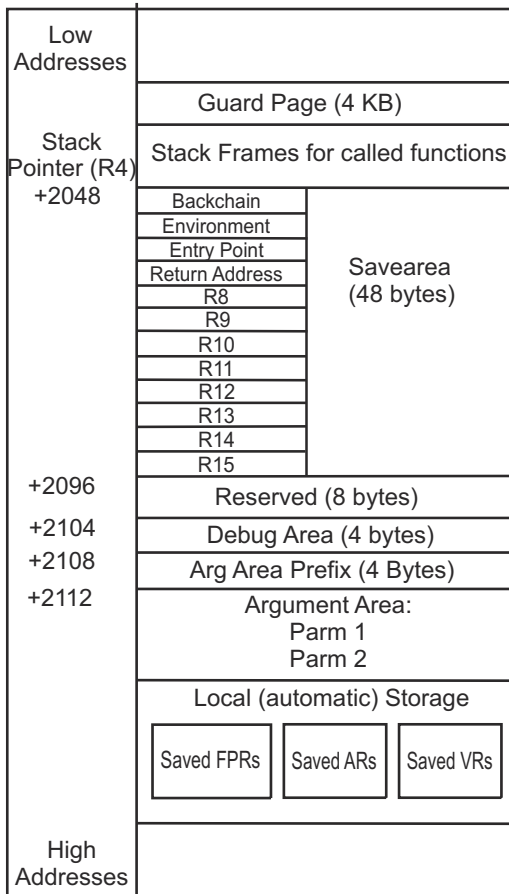 Low
Addresses
Guard Page (4 KB)
Stack
Pointer (R4)
+2048
Stack Frames for called functions
Backchain
Environment
Entry Point
Return Address
R8
R9
R10
R11
R12
R13
R14
R15
Savearea
(48 bytes)
+2096
Reserved (8 bytes)
+2104
Debug Area (4 bytes)
+2108
Arg Area Prefix (4 Bytes)
+2112
Argument Area:
Parm 1
Parm 2
Local (automatic) Storage
Saved FPRs
Saved ARs
Saved VRs
High
Addresses